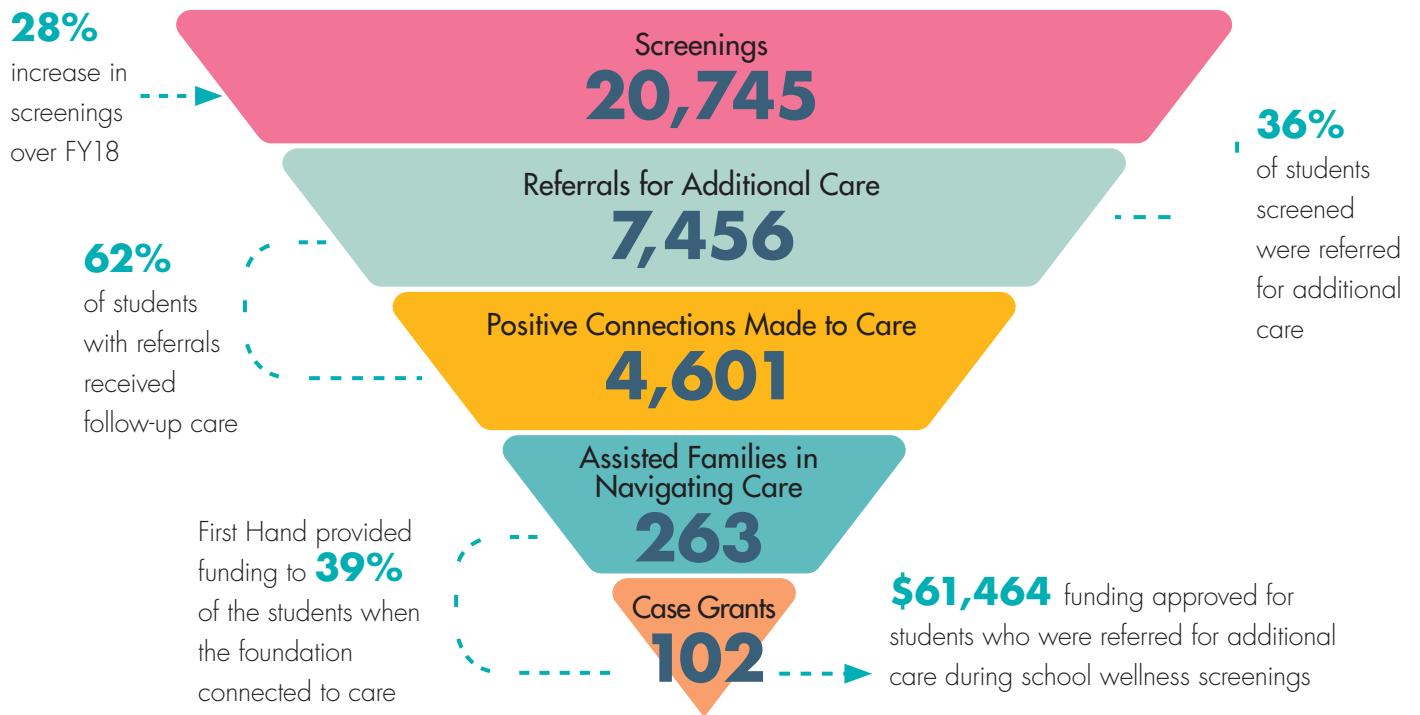 28%
increase in
screenings
over FY18
Screenings
20,745
36%
of students
screened
were referred
for additional
care
Referrals for Additional Care
7,456
62%
of students
with referrals
received
follow-up care
Positive Connections Made to Care
4,601
Assisted Families in
Navigating Care
263
First Hand provided
funding to 39%
of the students when
the foundation
connected to care
Case Grants
102
$61,464 funding approved for
students who were referred for additional
care during school wellness screenings